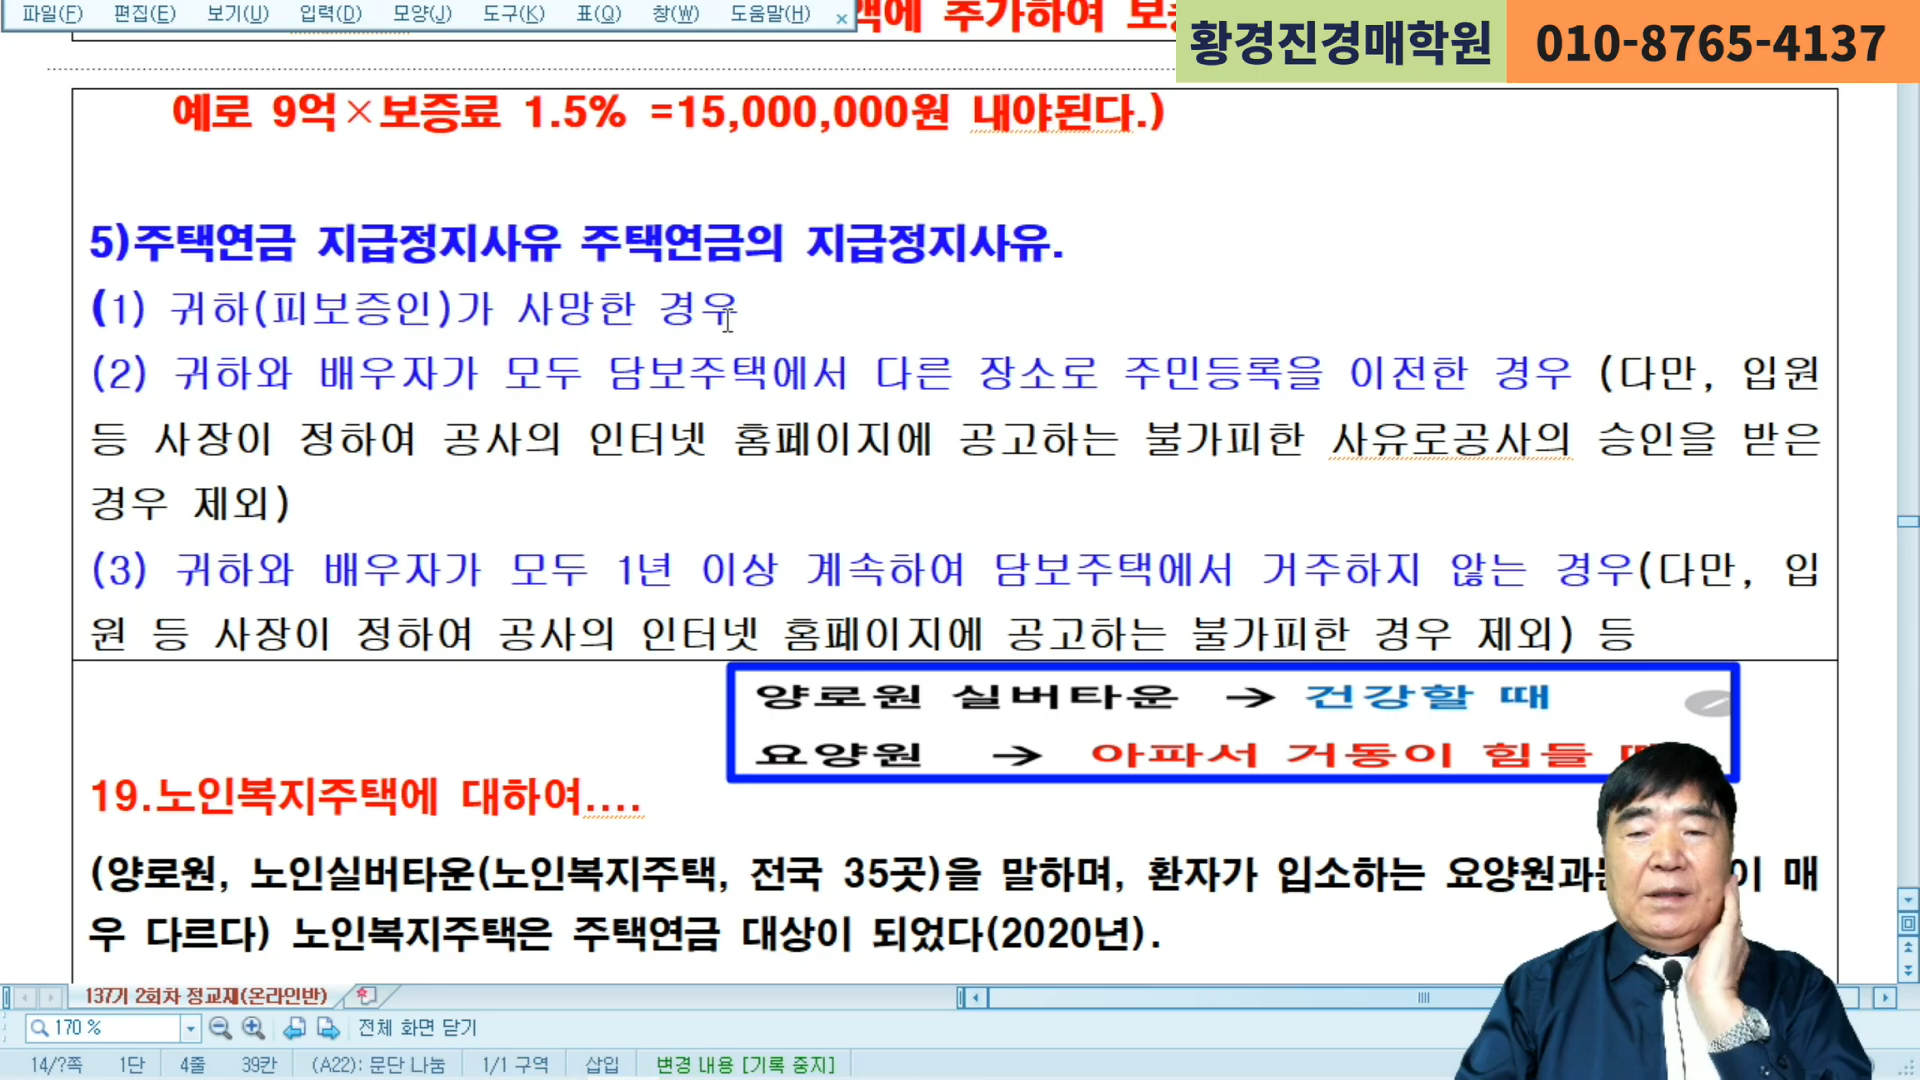 파일(F) 편집(E) 보기(U) 입력(D) 모양(J) 도구(K) 표(Q) 창(W) 도움말(H) ×
액에 추가하여
황경진경매학원 010-8765-4137
예로 9억×보증료 1.5% =15,000,000원 내야된다.)
5)주택연금 지급정지사유 주택연금의 지급정지사유.
(1) 귀하(피보증인)가 사망한 경우
(2) 귀하와 배우자가 모두 담보주택에서 다른 장소로 주민등록을 이전한 경우 (다만, 입원
등 사장이 정하여 공사의 인터넷 홈페이지에 공고하는 불가피한 사유로공사의 승인을 받은
경우 제외)
(3) 귀하와 배우자가 모두 1년 이상 계속하여 담보주택에서 거주하지 않는 경우(다만, 입
원 등 사장이 정하여 공사의 인터넷 홈페이지에 공고하는 불가피한 경우 제외) 등
양로원 실버타운 → 건강할 때
요양원 → 아파서 거동이 힘들
19.노인복지주택에 대하여....
(양로원, 노인실버타운(노인복지주택, 전국 35곳)을 말하며, 환자가 입소하는 요양원과는 이 매
우 다르다) 노인복지주택은 주택연금 대상이 되었다(2020년).
137기 2회차 정교재(온라인반)
170 % 전체 화면 닫기
14/?쪽 1단 4줄 39칸 (A22): 문단 나눔 1/1 구역 삽입 변경 내용 [기록 중지]